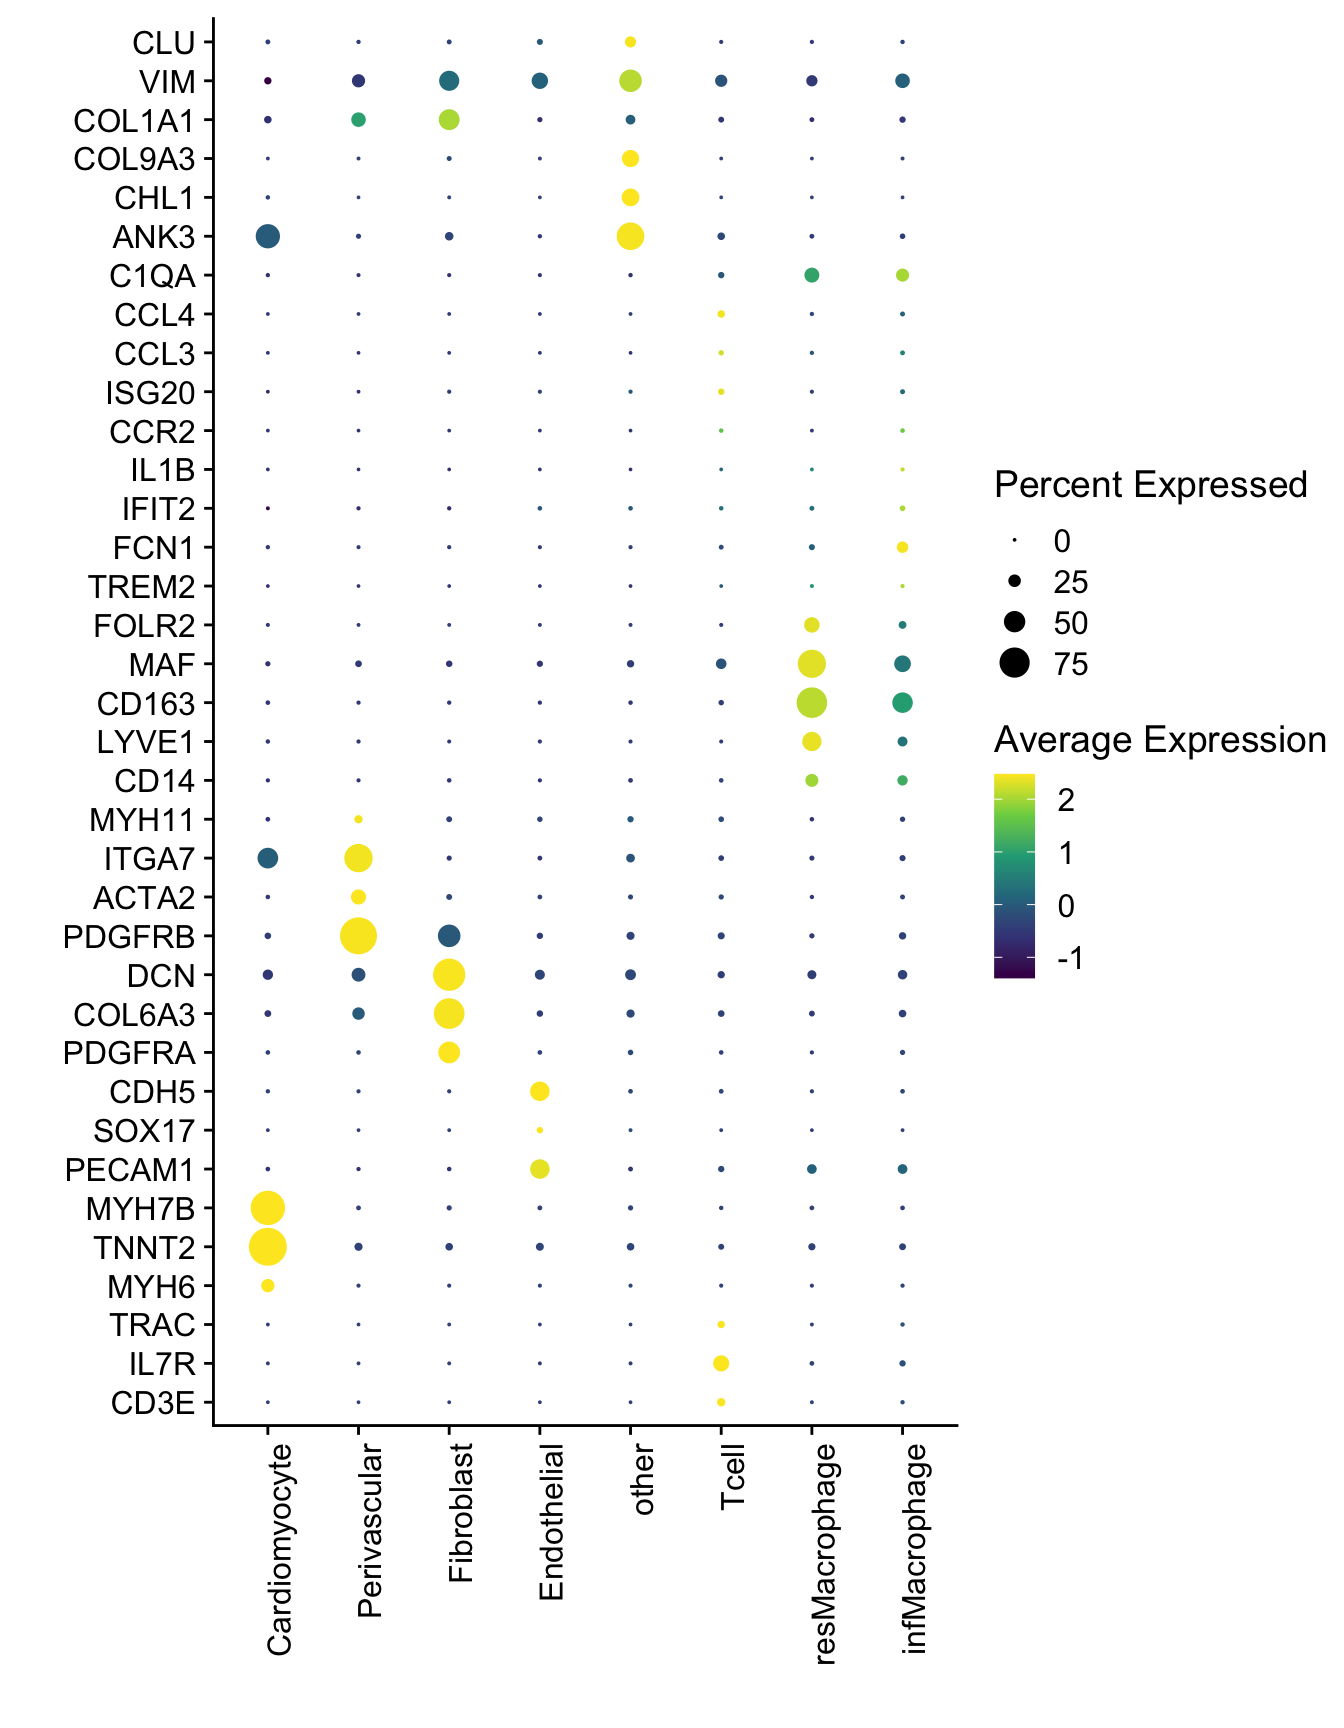 CLU
VIM
COL1A1
COL9A3
CHL1
ANK3
C1QA
CCL4
CCL3
ISG20
CCR2
IL1B
IFIT2
FCN1
TREM2
FOLR2
MAF
CD163
LYVE1
CD14
MYH11
ITGA7
ACTA2
PDGFRB
DCN
COL6A3
PDGFRA
CDH5
SOX17
PECAM1
MYH7B
TNNT2
MYH6
TRAC
IL7R
CD3E
Cardiomyocyte
Perivascular
Fibroblast
Endothelial
other
Tcell
resMacrophage
infMacrophage
Percent Expressed
0
25
50
75
Average Expression
2
1
0
-1